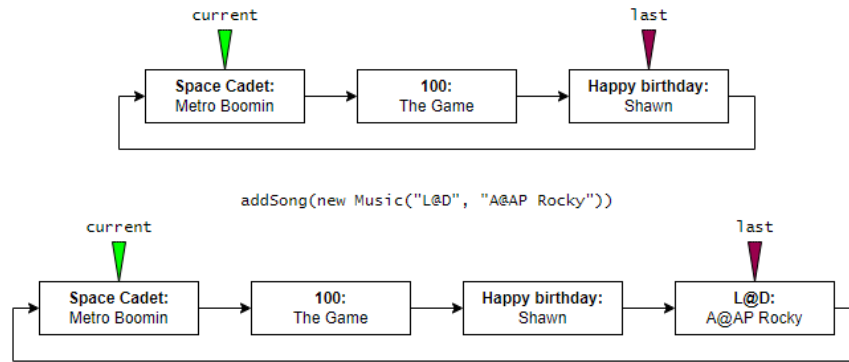 current last
Space Cadet: 100: Happy birthday:
Metro Boomin The Game Shawn
addSong(new Music("L@D", "A@AP Rocky"))
current last
Space Cadet: 100: Happy birthday: L@D:
Metro Boomin The Game Shawn A@AP Rocky